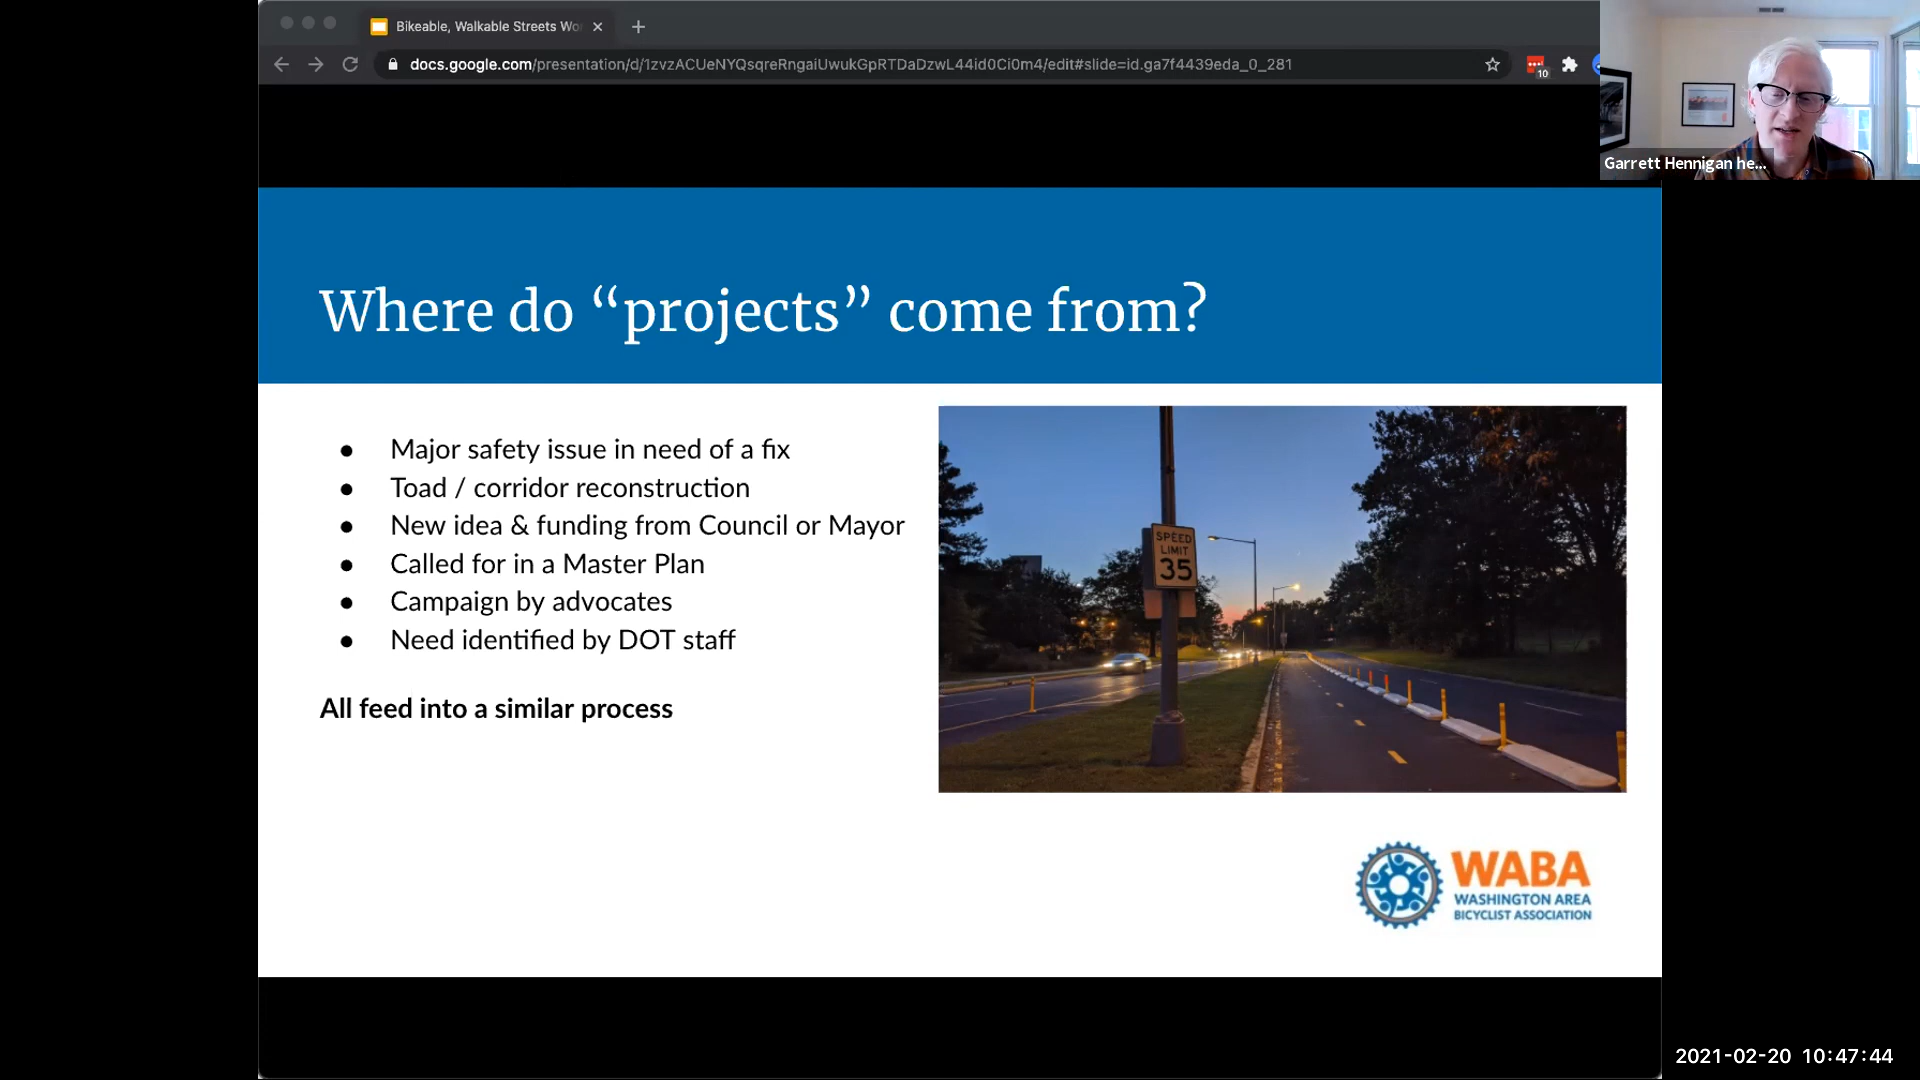 Bikeable, Walkable Streets Wo
docs.google.com/presentation/d/1zvzACUeNYQsqreRngaiUwukGpRTDaDzwL44id0Ci0m4/edit#slide=id.ga7f4439eda_0_281
10
Garrett Hennigan he...
Where do “projects” come from?
● Major safety issue in need of a fix
● Toad / corridor reconstruction
● New idea & funding from Council or Mayor
● Called for in a Master Plan
● Campaign by advocates
● Need identified by DOT staff
All feed into a similar process
SPEED
LIMIT
35
WABA
WASHINGTON AREA
BICYCLIST ASSOCIATION
2021-02-20 10:47:44